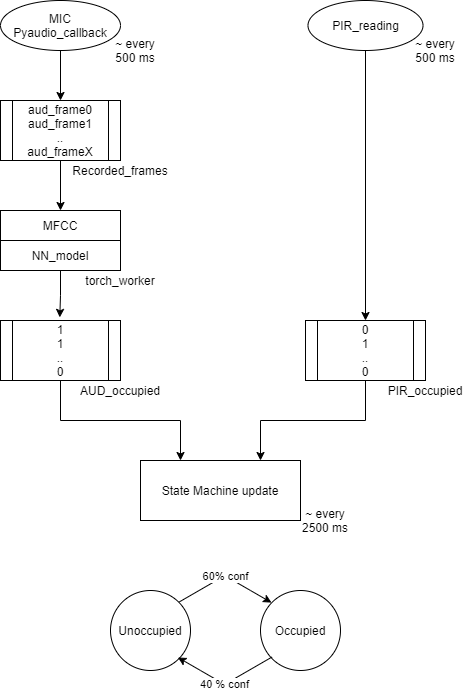 MIC
Pyaudio_callback
~ every
500 ms
PIR_reading
~ every
500 ms
aud_frame0
aud_frame1
..
aud_frameX
Recorded_frames
MFCC
NN_model
torch_worker
1
1
..
0
AUD_occupied
0
1
..
0
PIR_occupied
State Machine update
~ every
2500 ms
60% conf
Unoccupied
Occupied
40 % conf